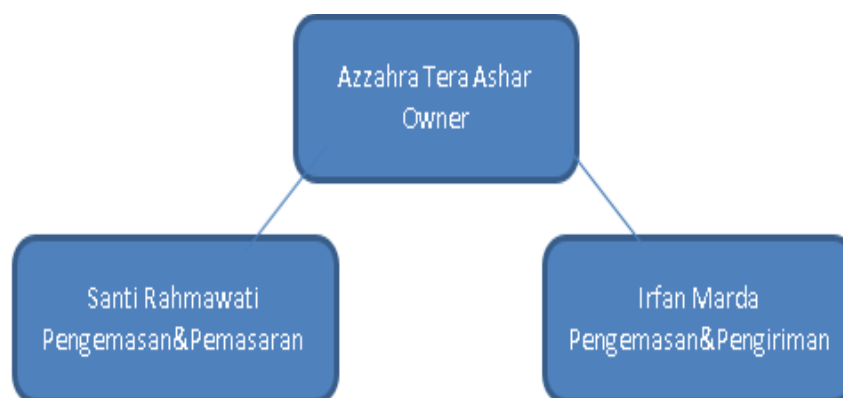 Azzahra Tera Ashar
Owner
Santi Rahmawati
Pengemasan&Pemasaran
Irfan Marda
Pengemasan&Pengiriman